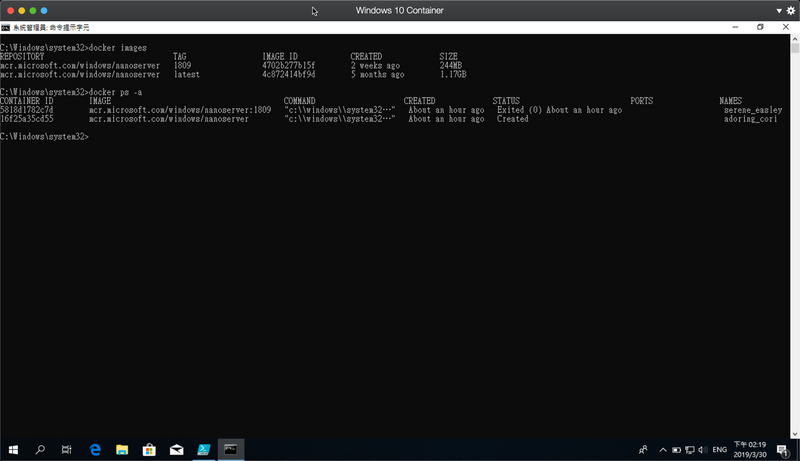 Windows 10 Container
系統管理員: 命令提示字元
C:\Windows\system32>docker images
REPOSITORY TAG IMAGE ID CREATED SIZE
mcr.microsoft.com/windows/nanoserver 1809 4702b277b15f 2 weeks ago 244MB
mcr.microsoft.com/windows/nanoserver latest 4c872414bf9d 5 months ago 1.17GB
C:\Windows\system32>docker ps -a
CONTAINER ID IMAGE COMMAND CREATED STATUS PORTS NAMES
5818d1782c7d mcr.microsoft.com/windows/nanoserver:1809 "c:\\windows\\system32…" About an hour ago Exited (0) About an hour ago serene_easley
16f25a35cd55 mcr.microsoft.com/windows/nanoserver "c:\\windows\\system32…" About an hour ago Created adoring_cori
C:\Windows\system32>
ENG
下午 02:19
2019/3/30
1